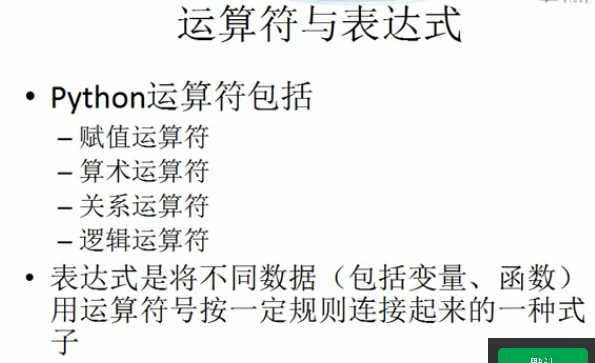 运算符与表达式
• Python运算符包括
– 赋值运算符
– 算术运算符
– 关系运算符
– 逻辑运算符
• 表达式是将不同数据（包括变量、函数）
用运算符号按一定规则连接起来的一种式
子